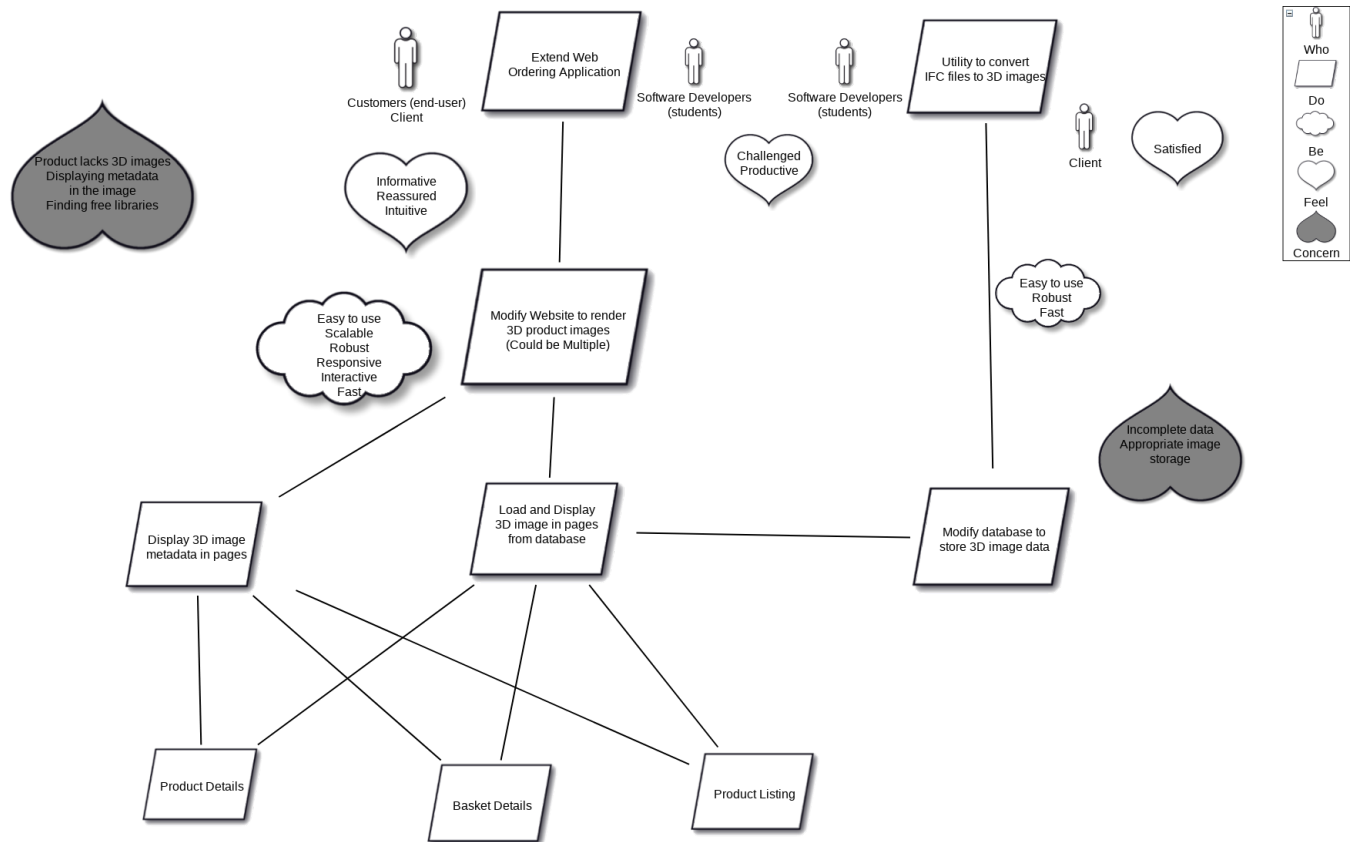 Extend Web
Ordering Application
Utility to convert
IFC files to 3D images
Customers (end-user)
Client
Software Developers
(students)
Software Developers
(students)
Client
Satisfied
Challenged
Productive
Informative
Reassured
Intuitive
Product lacks 3D images
Displaying metadata
in the image
Finding free libraries
Who
Do
Be
Feel
Concern
Modify Website to render
3D product images
(Could be Multiple)
Easy to use
Scalable
Robust
Responsive
Interactive
Fast
Easy to use
Robust
Fast
Incomplete data
Appropriate image
storage
Display 3D image
metadata in pages
Load and Display
3D image in pages
from database
Modify database to
store 3D image data
Product Details
Basket Details
Product Listing